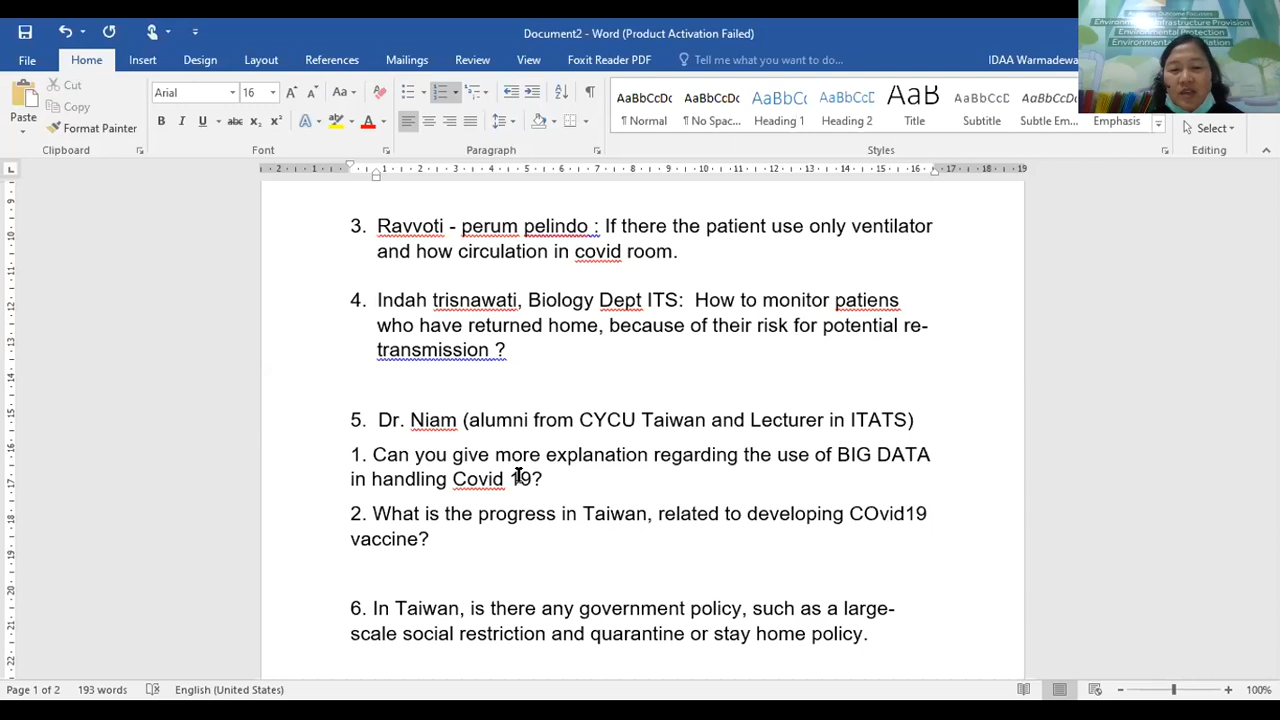 Document2 - Word (Product Activation Failed)
File Home Insert Design Layout References Mailings Review View Foxit Reader PDF Tell me what you want to do... IDAA Warmadewa
Environmental Protection
Paste
Cut
Copy
Format Painter
Clipboard
Arial 16
Font
Paragraph
AaBbCcDc AaBbCcDc AaBbCc AaBbCcD AaB AaBbCcD AaBbCcDc
¶ Normal ¶ No Spac... Heading 1 Heading 2 Title Subtitle Subtle Em... Emphasis
Styles
Select
Editing
3. Ravvoti - perum pelindo : If there the patient use only ventilator
and how circulation in covid room.
4. Indah trisnawati, Biology Dept ITS: How to monitor patiens
who have returned home, because of their risk for potential re-
transmission ?
5. Dr. Niam (alumni from CYCU Taiwan and Lecturer in ITATS)
1. Can you give more explanation regarding the use of BIG DATA
in handling Covid 19?
2. What is the progress in Taiwan, related to developing COvid19
vaccine?
6. In Taiwan, is there any government policy, such as a large-
scale social restriction and quarantine or stay home policy.
Page 1 of 2 193 words English (United States) 100%